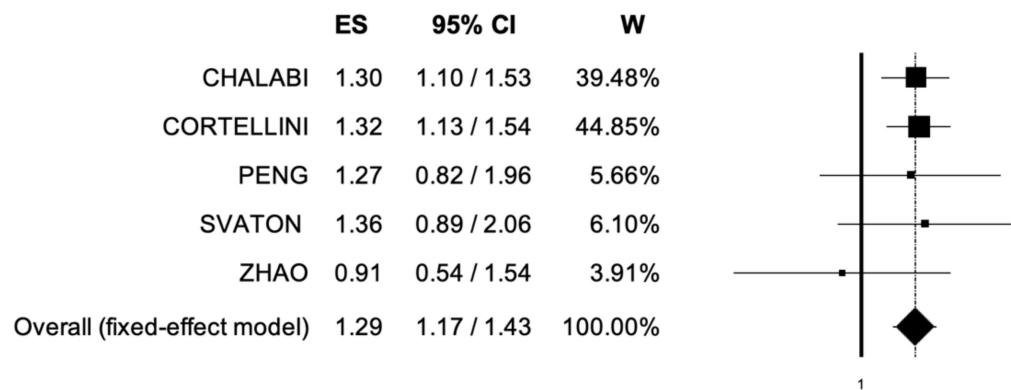 ES 95% CI W
CHALABI 1.30 1.10 / 1.53 39.48%
CORTELLINI 1.32 1.13 / 1.54 44.85%
PENG 1.27 0.82 / 1.96 5.66%
SVATON 1.36 0.89 / 2.06 6.10%
ZHAO 0.91 0.54 / 1.54 3.91%
Overall (fixed-effect model) 1.29 1.17 / 1.43 100.00%
1